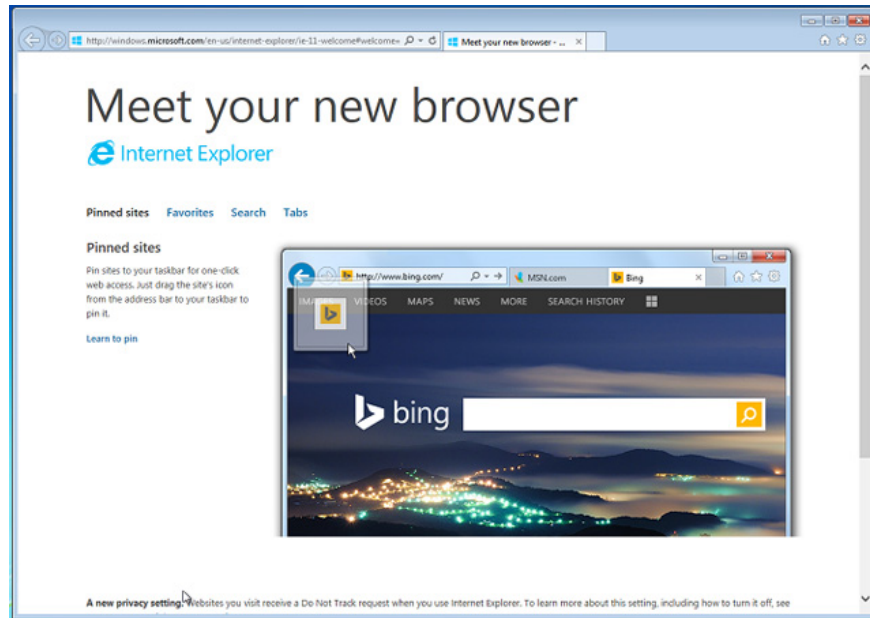 http://windows.microsoft.com/en-us/internet-explorer/ie-11-welcome#welcome=
Meet your new browser - ...
Meet your new browser
Internet Explorer
Pinned sites Favorites Search Tabs
Pinned sites
Pin sites to your taskbar for one-click
web access. Just drag the site's icon
from the address bar to your taskbar to
pin it.
Learn to pin
http://www.bing.com/
MSN.com
Bing
VIDEOS MAPS NEWS MORE SEARCH HISTORY
bing
A new privacy setting. Websites you visit receive a Do Not Track request when you use Internet Explorer. To learn more about this setting, including how to turn it off, see